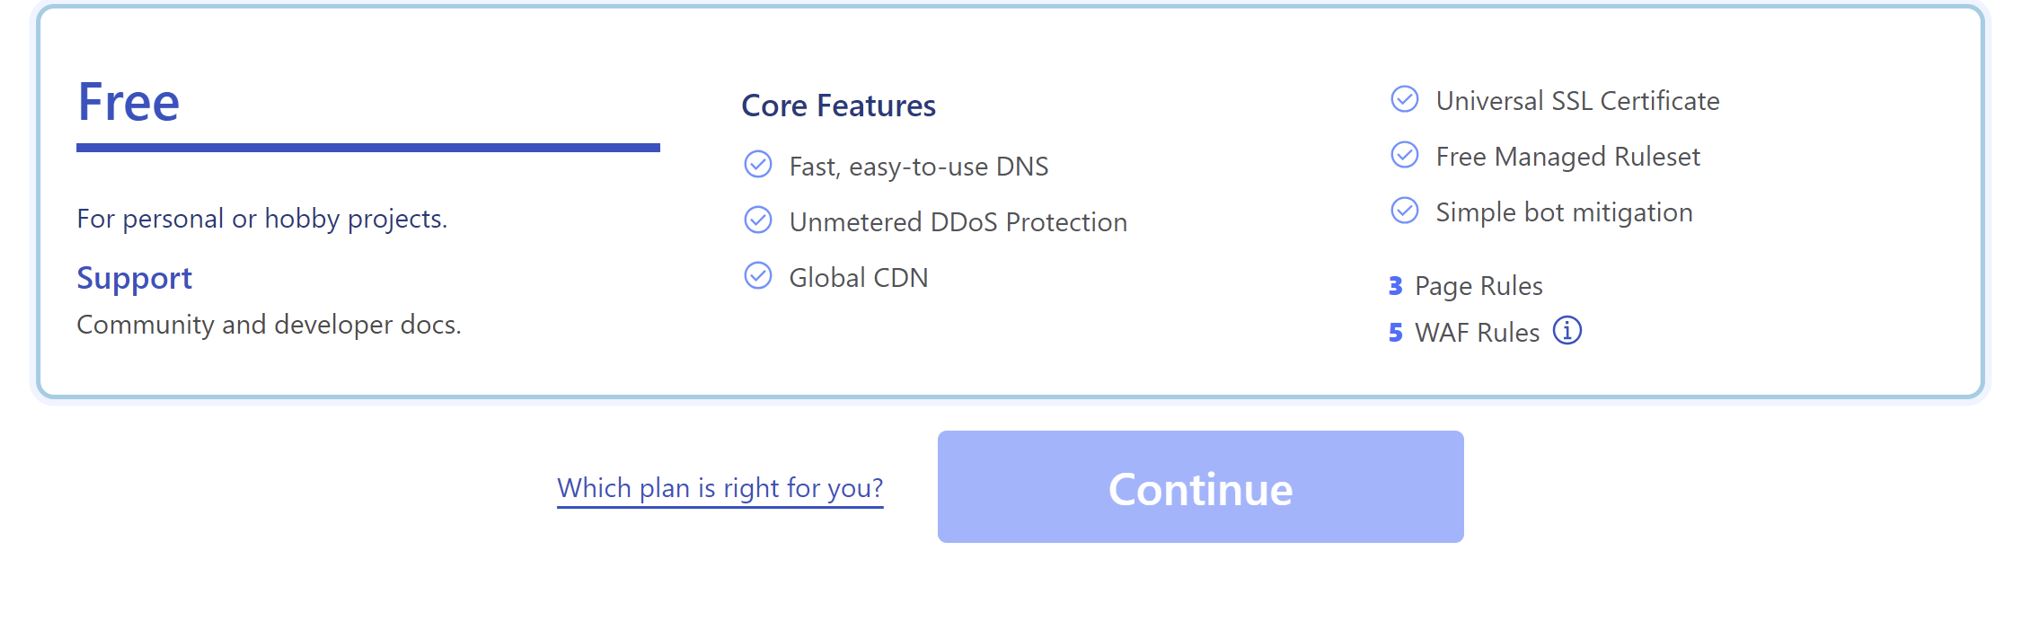 Free
For personal or hobby projects.
Support
Community and developer docs.
Core Features
Fast, easy-to-use DNS
Unmetered DDoS Protection
Global CDN
Universal SSL Certificate
Free Managed Ruleset
Simple bot mitigation
3 Page Rules
5 WAF Rules
Which plan is right for you?
Continue